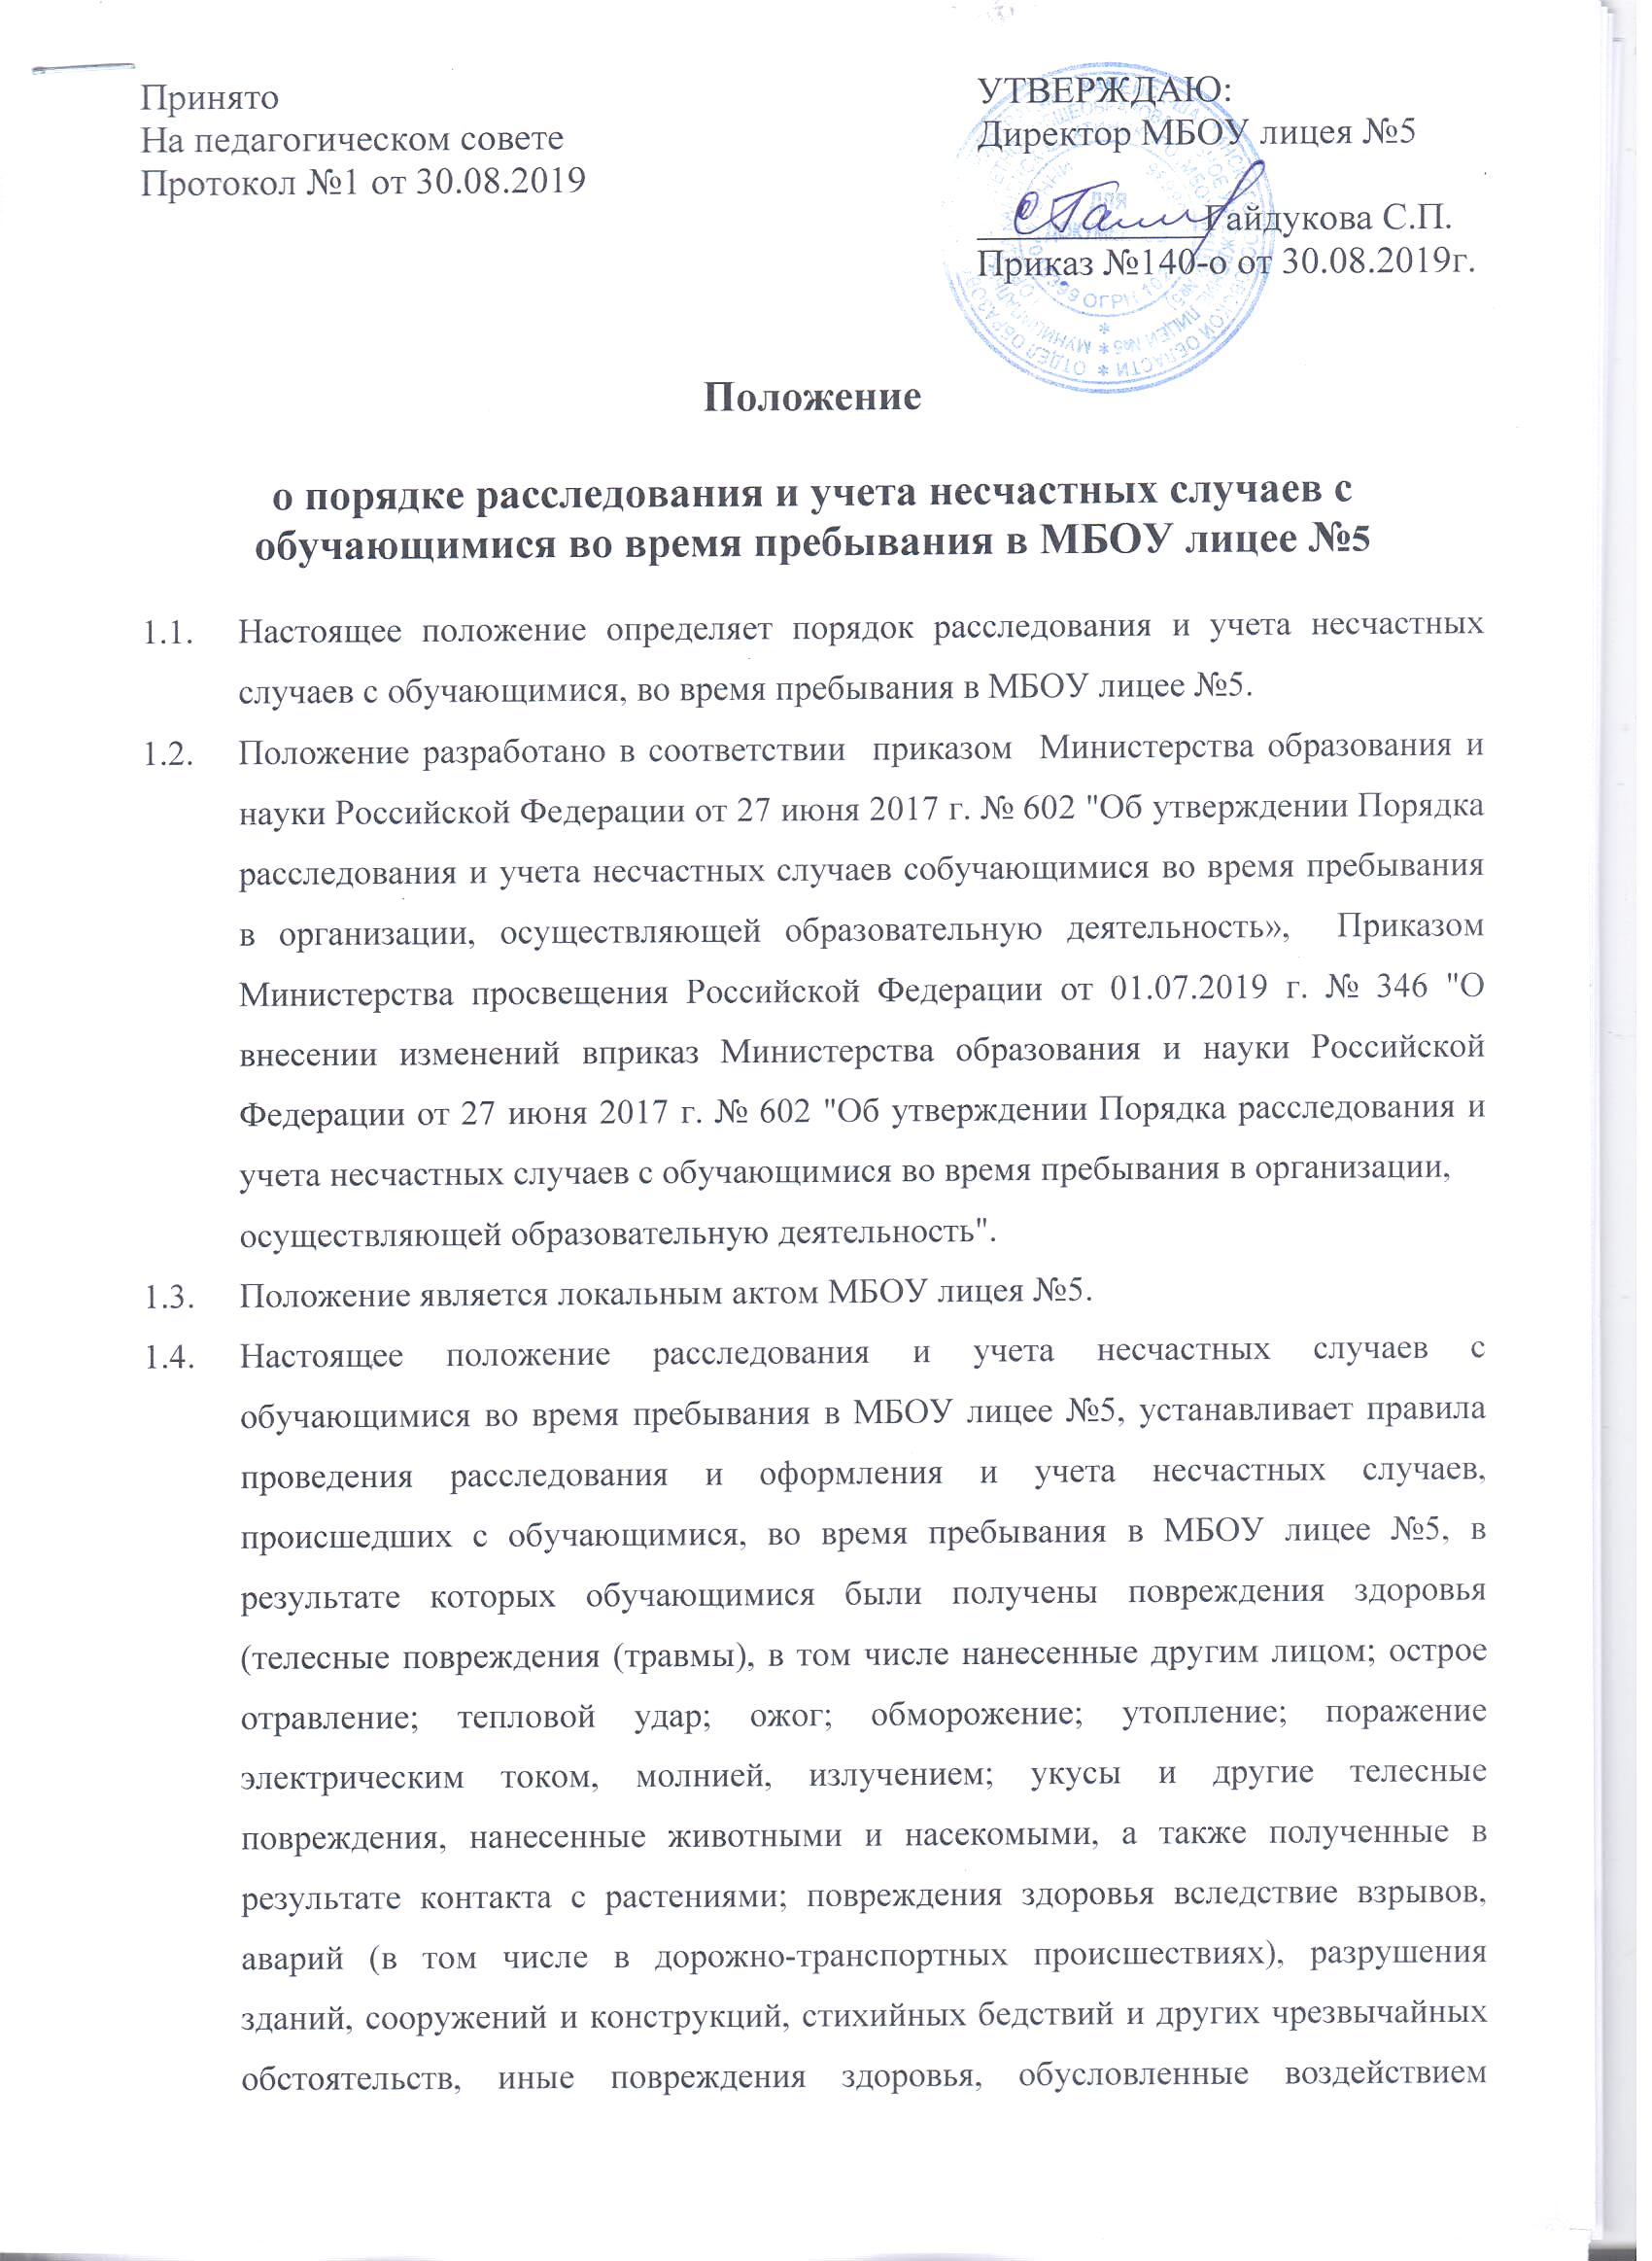 Принято
На педагогическом совете
Протокол №1 от 30.08.2019
УТВЕРЖДАЮ:
Директор МБОУ лицея №5
Гайдукова С.П.
Приказ №140-о от 30.08.2019г.
Положение
о порядке расследования и учета несчастных случаев с
обучающимися во время пребывания в МБОУ лицее №5
1.1. Настоящее положение определяет порядок расследования и учета несчастных
случаев с обучающимися, во время пребывания в МБОУ лицее №5.
1.2. Положение разработано в соответствии приказом Министерства образования и
науки Российской Федерации от 27 июня 2017 г. № 602 "Об утверждении Порядка
расследования и учета несчастных случаев собучающимися во время пребывания
в организации, осуществляющей образовательную деятельность», Приказом
Министерства просвещения Российской Федерации от 01.07.2019 г. № 346 "О
внесении изменений вприказ Министерства образования и науки Российской
Федерации от 27 июня 2017 г. № 602 "Об утверждении Порядка расследования и
учета несчастных случаев с обучающимися во время пребывания в организации,
осуществляющей образовательную деятельность".
1.3. Положение является локальным актом МБОУ лицея №5.
1.4. Настоящее положение расследования и учета несчастных случаев с
обучающимися во время пребывания в МБОУ лицее №5, устанавливает правила
проведения расследования и оформления и учета несчастных случаев,
происшедших с обучающимися, во время пребывания в МБОУ лицее №5, в
результате которых обучающимися были получены повреждения здоровья
(телесные повреждения (травмы), в том числе нанесенные другим лицом; острое
отравление; тепловой удар; ожог; обморожение; утопление; поражение
электрическим током, молнией, излучением; укусы и другие телесные
повреждения, нанесенные животными и насекомыми, а также полученные в
результате контакта с растениями; повреждения здоровья вследствие взрывов,
аварий (в том числе в дорожно-транспортных происшествиях), разрушения
зданий, сооружений и конструкций, стихийных бедствий и других чрезвычайных
обстоятельств, иные повреждения здоровья, обусловленные воздействием